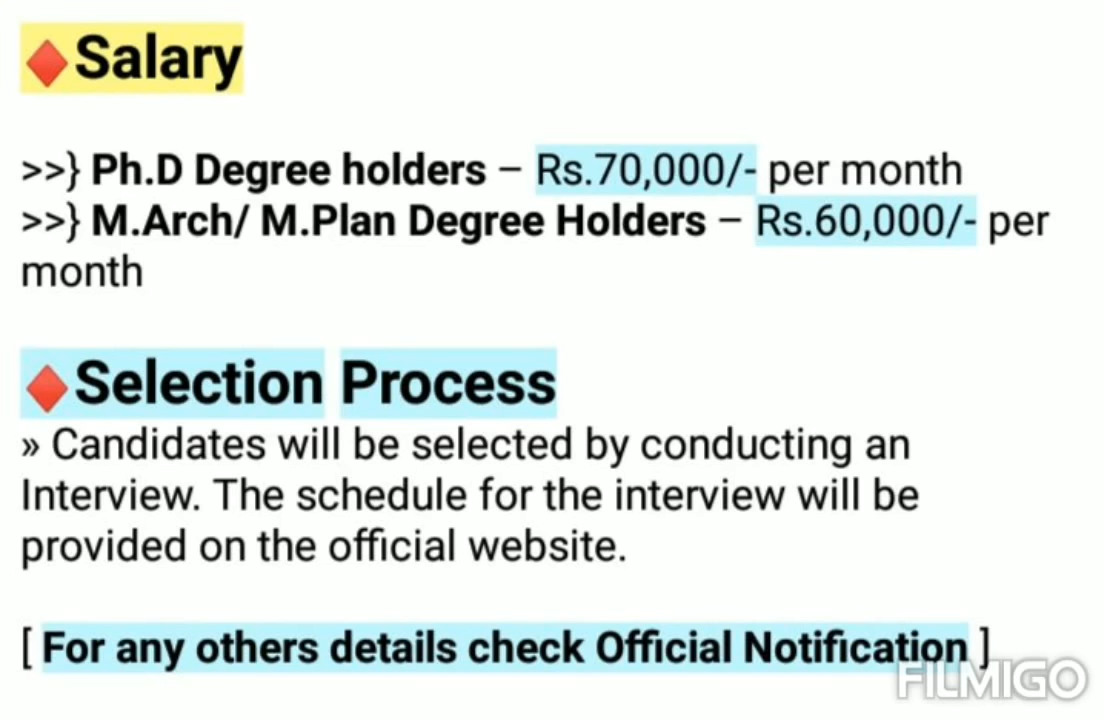 ♦Salary
>>} Ph.D Degree holders – Rs.70,000/- per month
>>} M.Arch/ M.Plan Degree Holders – Rs.60,000/- per
month
♦Selection Process
» Candidates will be selected by conducting an
Interview. The schedule for the interview will be
provided on the official website.
[ For any others details check Official Notification ]
FILMIGO